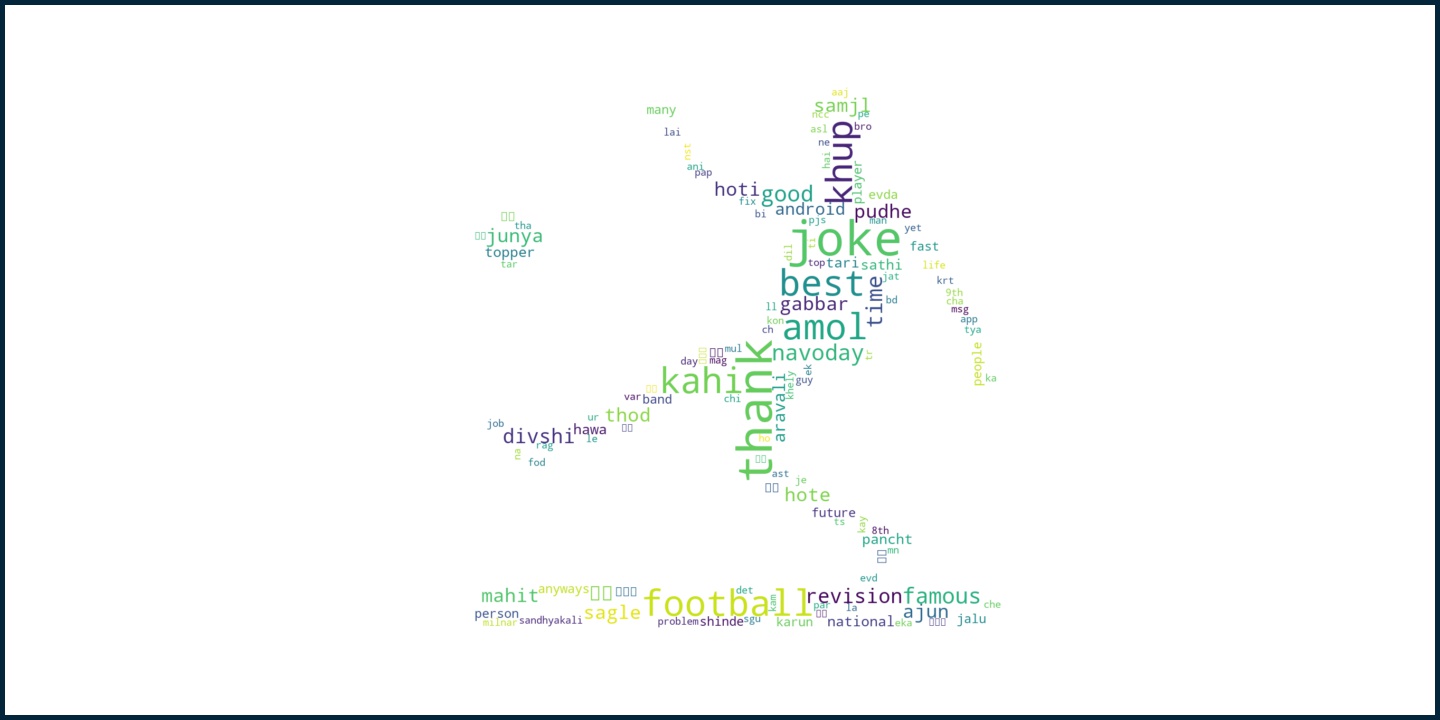 aaj
samjl
many
ncc
pe
lai
asl
bro
khup
ne
nst
hai
ani
pap
player
hoti
good
evda
fix
android
pudhe
bi
pjs
man
tha
junya
joke
yet
ti
fast
topper
dil
tar
top
tari
sathi
life
best
time
jat
krt
9th
cha
gabbar
bd
ll
msg
kon
amol
app
ch
tya
thank
navoday
tr
mul
day
mag
people
kahi
aravali
khely
ek
guy
ka
var
band
chi
thod
ur
job
divshi
hawa
le
rag
ho
na
fod
ast
je
hote
future
ts
kay
8th
pancht
mn
evd
mahit
anyways
football
det
kam
revision
famous
person
sagle
par
la
ajun
che
milnar
sandhyakali
problem
shinde
sgu
karun
national
eka
jalu